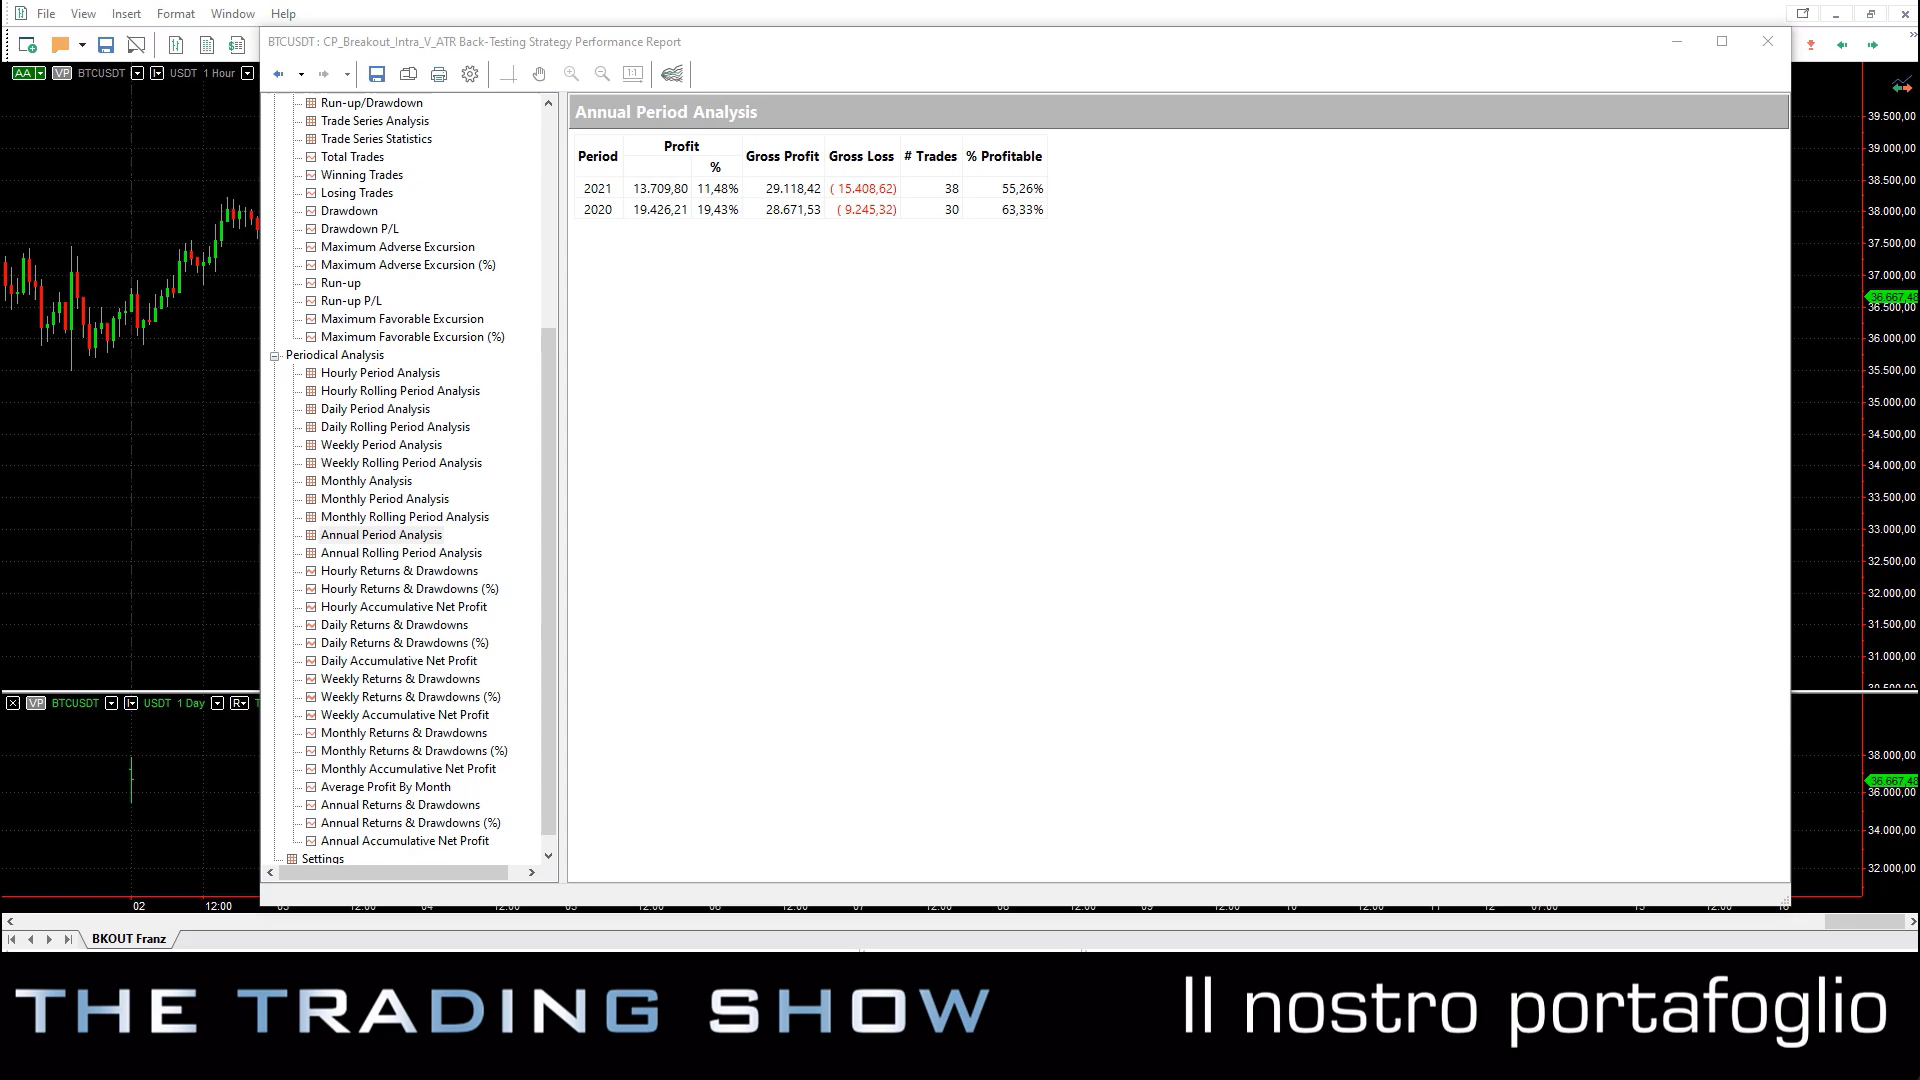 File View Insert Format Window Help
BTCUSDT : CP_Breakout_Intra_V_ATR Back-Testing Strategy Performance Report
AA VP BTCUSDT USDT 1 Hour
1:1
Run-up/Drawdown
Trade Series Analysis
Trade Series Statistics
Total Trades
Winning Trades
Losing Trades
Drawdown
Drawdown P/L
Maximum Adverse Excursion
Maximum Adverse Excursion (%)
Run-up
Run-up P/L
Maximum Favorable Excursion
Maximum Favorable Excursion (%)
Periodical Analysis
Hourly Period Analysis
Hourly Rolling Period Analysis
Daily Period Analysis
Daily Rolling Period Analysis
Weekly Period Analysis
Weekly Rolling Period Analysis
Monthly Analysis
Monthly Period Analysis
Monthly Rolling Period Analysis
Annual Period Analysis
Annual Rolling Period Analysis
Hourly Returns & Drawdowns
Hourly Returns & Drawdowns (%)
Hourly Accumulative Net Profit
Daily Returns & Drawdowns
Daily Returns & Drawdowns (%)
Daily Accumulative Net Profit
Weekly Returns & Drawdowns
Weekly Returns & Drawdowns (%)
Weekly Accumulative Net Profit
Monthly Returns & Drawdowns
Monthly Returns & Drawdowns (%)
Monthly Accumulative Net Profit
Average Profit By Month
Annual Returns & Drawdowns
Annual Returns & Drawdowns (%)
Annual Accumulative Net Profit
Settings
Annual Period Analysis
Period Profit Gross Profit Gross Loss # Trades % Profitable
%
2021 13.709,80 11,48% 29.118,42 ( 15.408,62) 38 55,26%
2020 19.426,21 19,43% 28.671,53 ( 9.245,32) 30 63,33%
39.500,00
39.000,00
38.500,00
38.000,00
37.500,00
37.000,00
36.667,48
36.500,00
36.000,00
35.500,00
35.000,00
34.500,00
34.000,00
33.500,00
33.000,00
32.500,00
32.000,00
31.500,00
31.000,00
VP BTCUSDT USDT 1 Day R
38.000,00
36.667,48
36.000,00
34.000,00
32.000,00
02 12:00
BKOUT Franz
THE TRADING SHOW Il nostro portafoglio